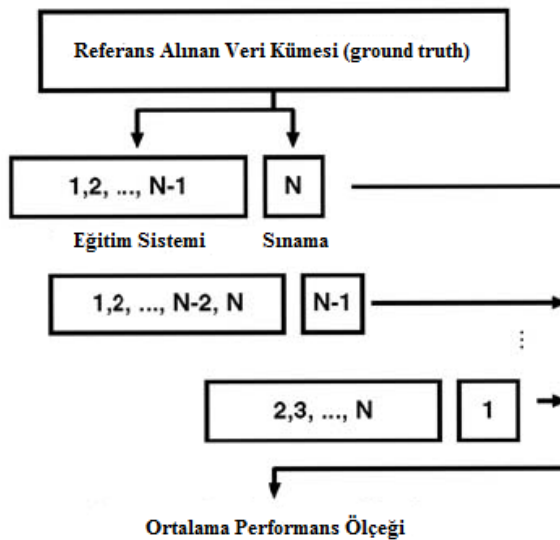 Referans Alınan Veri Kümesi (ground truth)
1,2, ..., N-1 N
Eğitim Sistemi Sınama
1,2, ..., N-2, N N-1
⋮
2,3, ..., N 1
Ortalama Performans Ölçeği